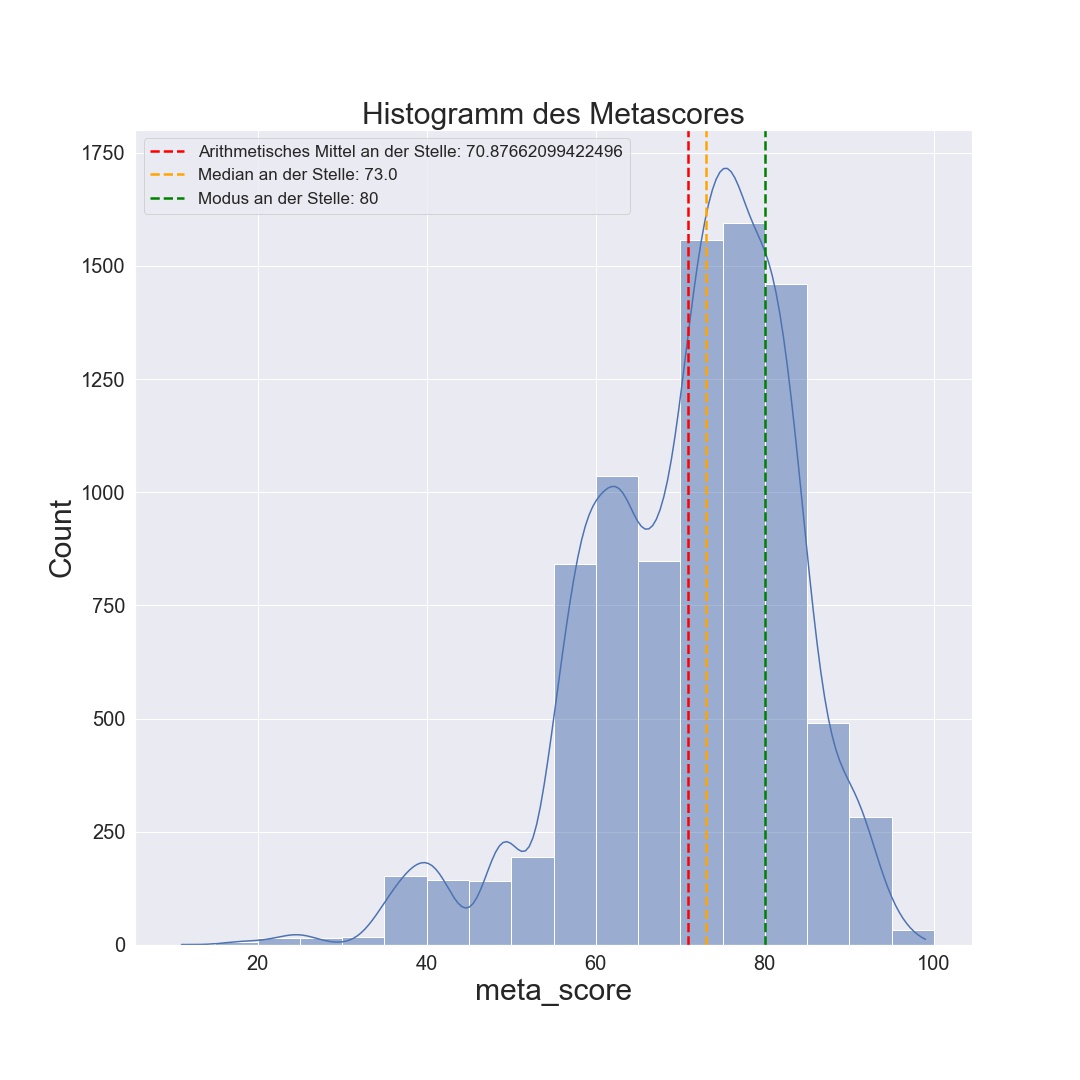 Histogramm des Metascores
Arithmetisches Mittel an der Stelle: 70.87662099422496
Median an der Stelle: 73.0
Modus an der Stelle: 80
1750
1500
1250
1000
750
500
250
0
Count
20 40 60 80 100
meta_score